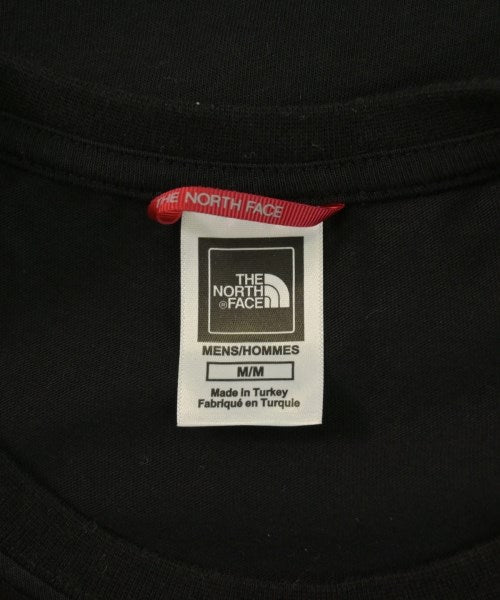 THE NORTH FACE
THE
NORTH
FACE
®
MENS/HOMMES
M/M
Made in Turkey
Fabriqué en Turquie